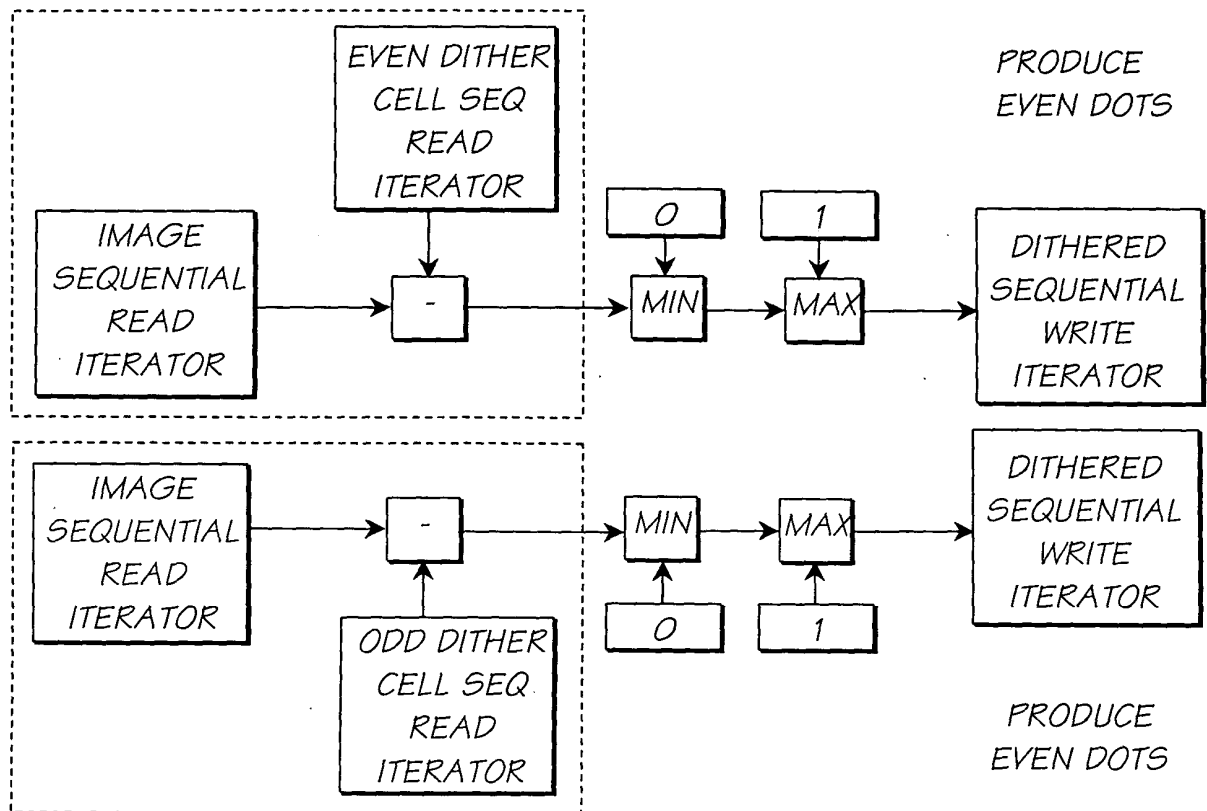 EVEN DITHER
CELL SEQ
READ
ITERATOR
PRODUCE
EVEN DOTS
IMAGE
SEQUENTIAL
READ
ITERATOR
-
0
MIN
1
MAX
DITHERED
SEQUENTIAL
WRITE
ITERATOR
IMAGE
SEQUENTIAL
READ
ITERATOR
-
ODD DITHER
CELL SEQ
READ
ITERATOR
MIN
0
MAX
1
DITHERED
SEQUENTIAL
WRITE
ITERATOR
PRODUCE
EVEN DOTS